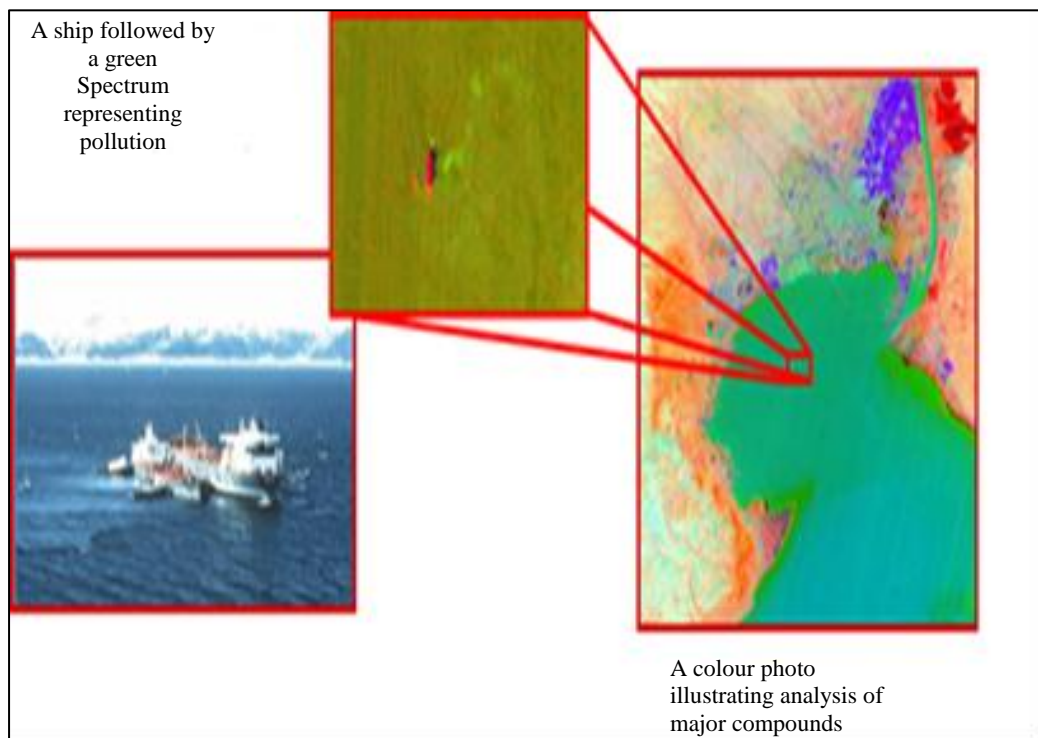 A ship followed by
a green
Spectrum
representing
pollution
A colour photo
illustrating analysis of
major compounds